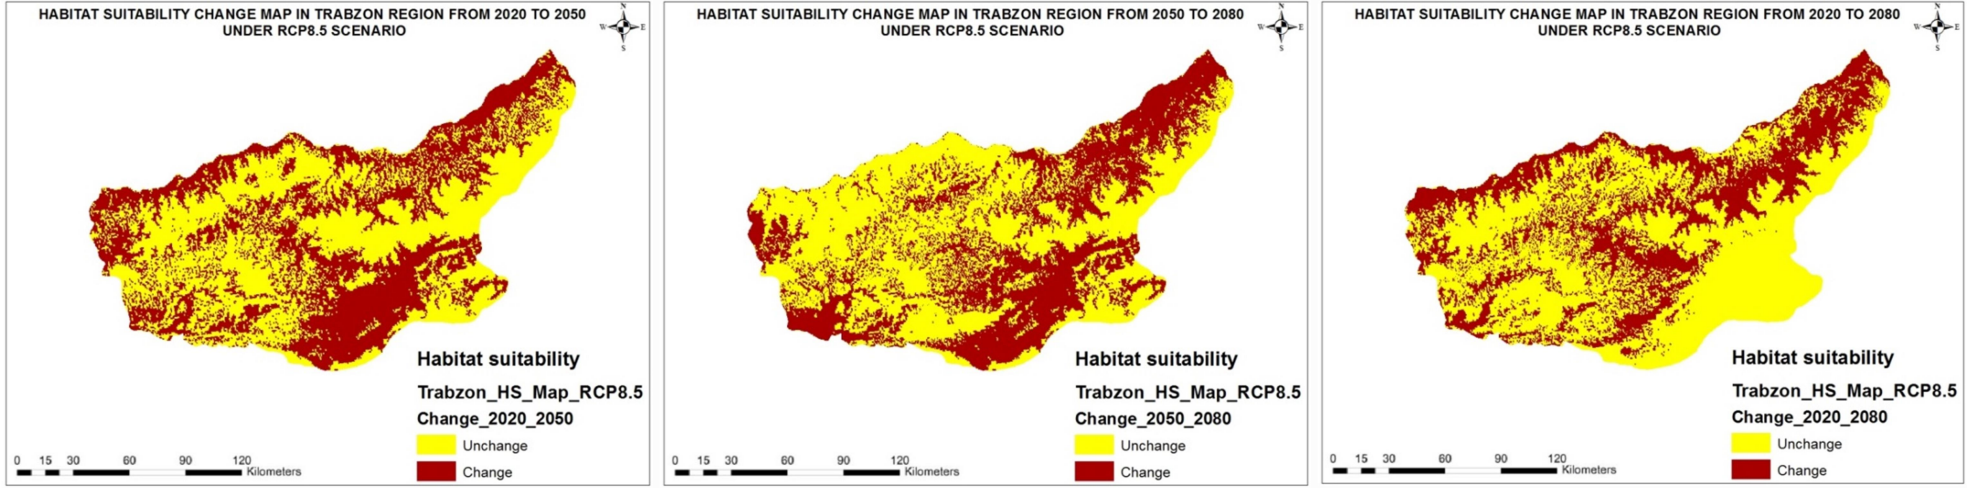 HABITAT SUITABILITY CHANGE MAP IN TRABZON REGION FROM 2020 TO 2050
UNDER RCP8.5 SCENARIO
N
W E
S
Habitat suitability
Trabzon_HS_Map_RCP8.5
Change_2020_2050
Unchange
Change
0 15 30 60 90 120
Kilometers
HABITAT SUITABILITY CHANGE MAP IN TRABZON REGION FROM 2050 TO 2080
UNDER RCP8.5 SCENARIO
N
W E
S
Habitat suitability
Trabzon_HS_Map_RCP8.5
Change_2050_2080
Unchange
Change
0 15 30 60 90 120
Kilometers
HABITAT SUITABILITY CHANGE MAP IN TRABZON REGION FROM 2020 TO 2080
UNDER RCP8.5 SCENARIO
N
W E
S
Habitat suitability
Trabzon_HS_Map_RCP8.5
Change_2020_2080
Unchange
Change
0 15 30 60 90 120
Kilometers